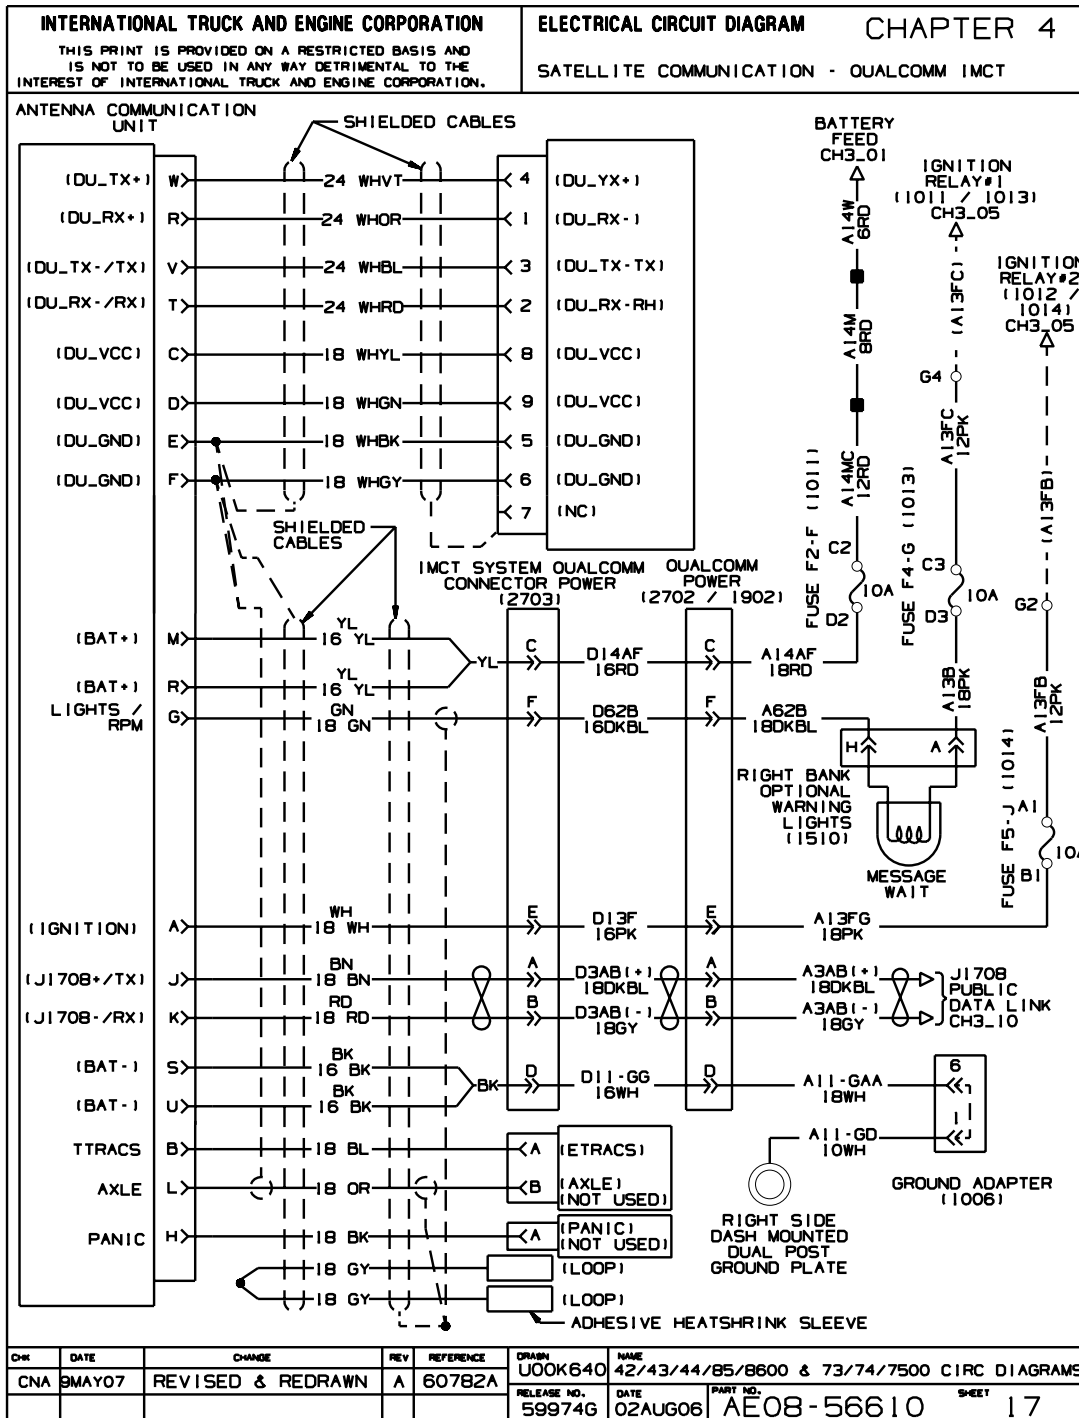 INTERNATIONAL TRUCK AND ENGINE CORPORATION
THIS PRINT IS PROVIDED ON A RESTRICTED BASIS AND
IS NOT TO BE USED IN ANY WAY DETRIMENTAL TO THE
INTEREST OF INTERNATIONAL TRUCK AND ENGINE CORPORATION.
ELECTRICAL CIRCUIT DIAGRAM
CHAPTER 4
SATELLITE COMMUNICATION - QUALCOMM IMCT
ANTENNA COMMUNICATION
UNIT
SHIELDED CABLES
(DU_TX+) W 24 WHVT 4 (DU_YX+)
(DU_RX+) R 24 WHOR 1 (DU_RX-)
(DU_TX-/TX) V 24 WHBL 3 (DU_TX-TX)
(DU_RX-/RX) T 24 WHRD 2 (DU_RX-RH)
(DU_VCC) C 18 WHYL 8 (DU_VCC)
(DU_VCC) D 18 WHGN 9 (DU_VCC)
(DU_GND) E 18 WHBK 5 (DU_GND)
(DU_GND) F 18 WHGY 6 (DU_GND)
7 (NC)
BATTERY
FEED
CH3_01
A14W
6RD
A14M
8RD
A14MC
12RD
FUSE F2-F (1011)
C2
10A
D2
IGNITION
RELAY#1
(1011 / 1013)
CH3_05
(A13FC)
G4
A13FC
12PK
FUSE F4-G (1013)
C3
10A
D3
A13B
18PK
IGNITION
RELAY#2
(1012 /
1014)
CH3_05
(A13FB)
G2
A13FB
12PK
FUSE F5-J (1014)
A1
10A
B1
SHIELDED
CABLES
IMCT SYSTEM QUALCOMM
CONNECTOR POWER
(2703)
QUALCOMM
POWER
(2702 / 1902)
(BAT+) M
YL
16 YL
YL
C
D14AF
16RD
C
A14AF
18RD
(BAT+) R
YL
16 YL
LIGHTS /
RPM
G
GN
18 GN
F
D62B
16DKBL
F
A62B
18DKBL
H A
RIGHT BANK
OPTIONAL
WARNING
LIGHTS
(1510)
MESSAGE
WAIT
(IGNITION) A
WH
18 WH
E
D13F
16PK
E
A13FG
18PK
(J1708+/TX) J
BN
18 BN
A
D3AB(+)
18DKBL
A
A3AB(+)
18DKBL
(J1708-/RX) K
RD
18 RD
B
D3AB(-)
18GY
B
A3AB(-)
18GY
J1708
PUBLIC
DATA LINK
CH3_10
(BAT-) S
BK
16 BK
BK
D
D11-GG
16WH
D
A11-GAA
18WH
6
(BAT-) U
BK
16 BK
A11-GD
10WH
1
GROUND ADAPTER
(1006)
RIGHT SIDE
DASH MOUNTED
DUAL POST
GROUND PLATE
TTRACS B 18 BL A (ETRACS)
AXLE L 18 OR B (AXLE)
(NOT USED)
PANIC H 18 BK A (PANIC)
(NOT USED)
18 GY (LOOP)
18 GY (LOOP)
ADHESIVE HEATSHRINK SLEEVE
CHK DATE CHANGE REV REFERENCE
CNA 9MAY07 REVISED & REDRAWN A 60782A
DRAWN NAME
U00K640 42/43/44/85/8600 & 73/74/7500 CIRC DIAGRAMS
RELEASE NO. DATE PART NO. SHEET
59974G 02AUG06 AE08-56610 17